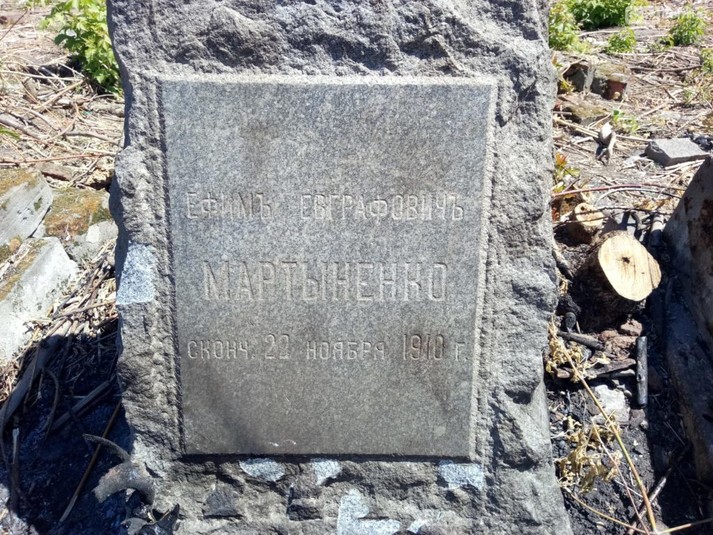 ЕФИМЪ ЕВГРАФОВИЧЪ
МАРТЫНЕНКО
СКОНЧ. 22 НОЯБРЯ 1910 Г.